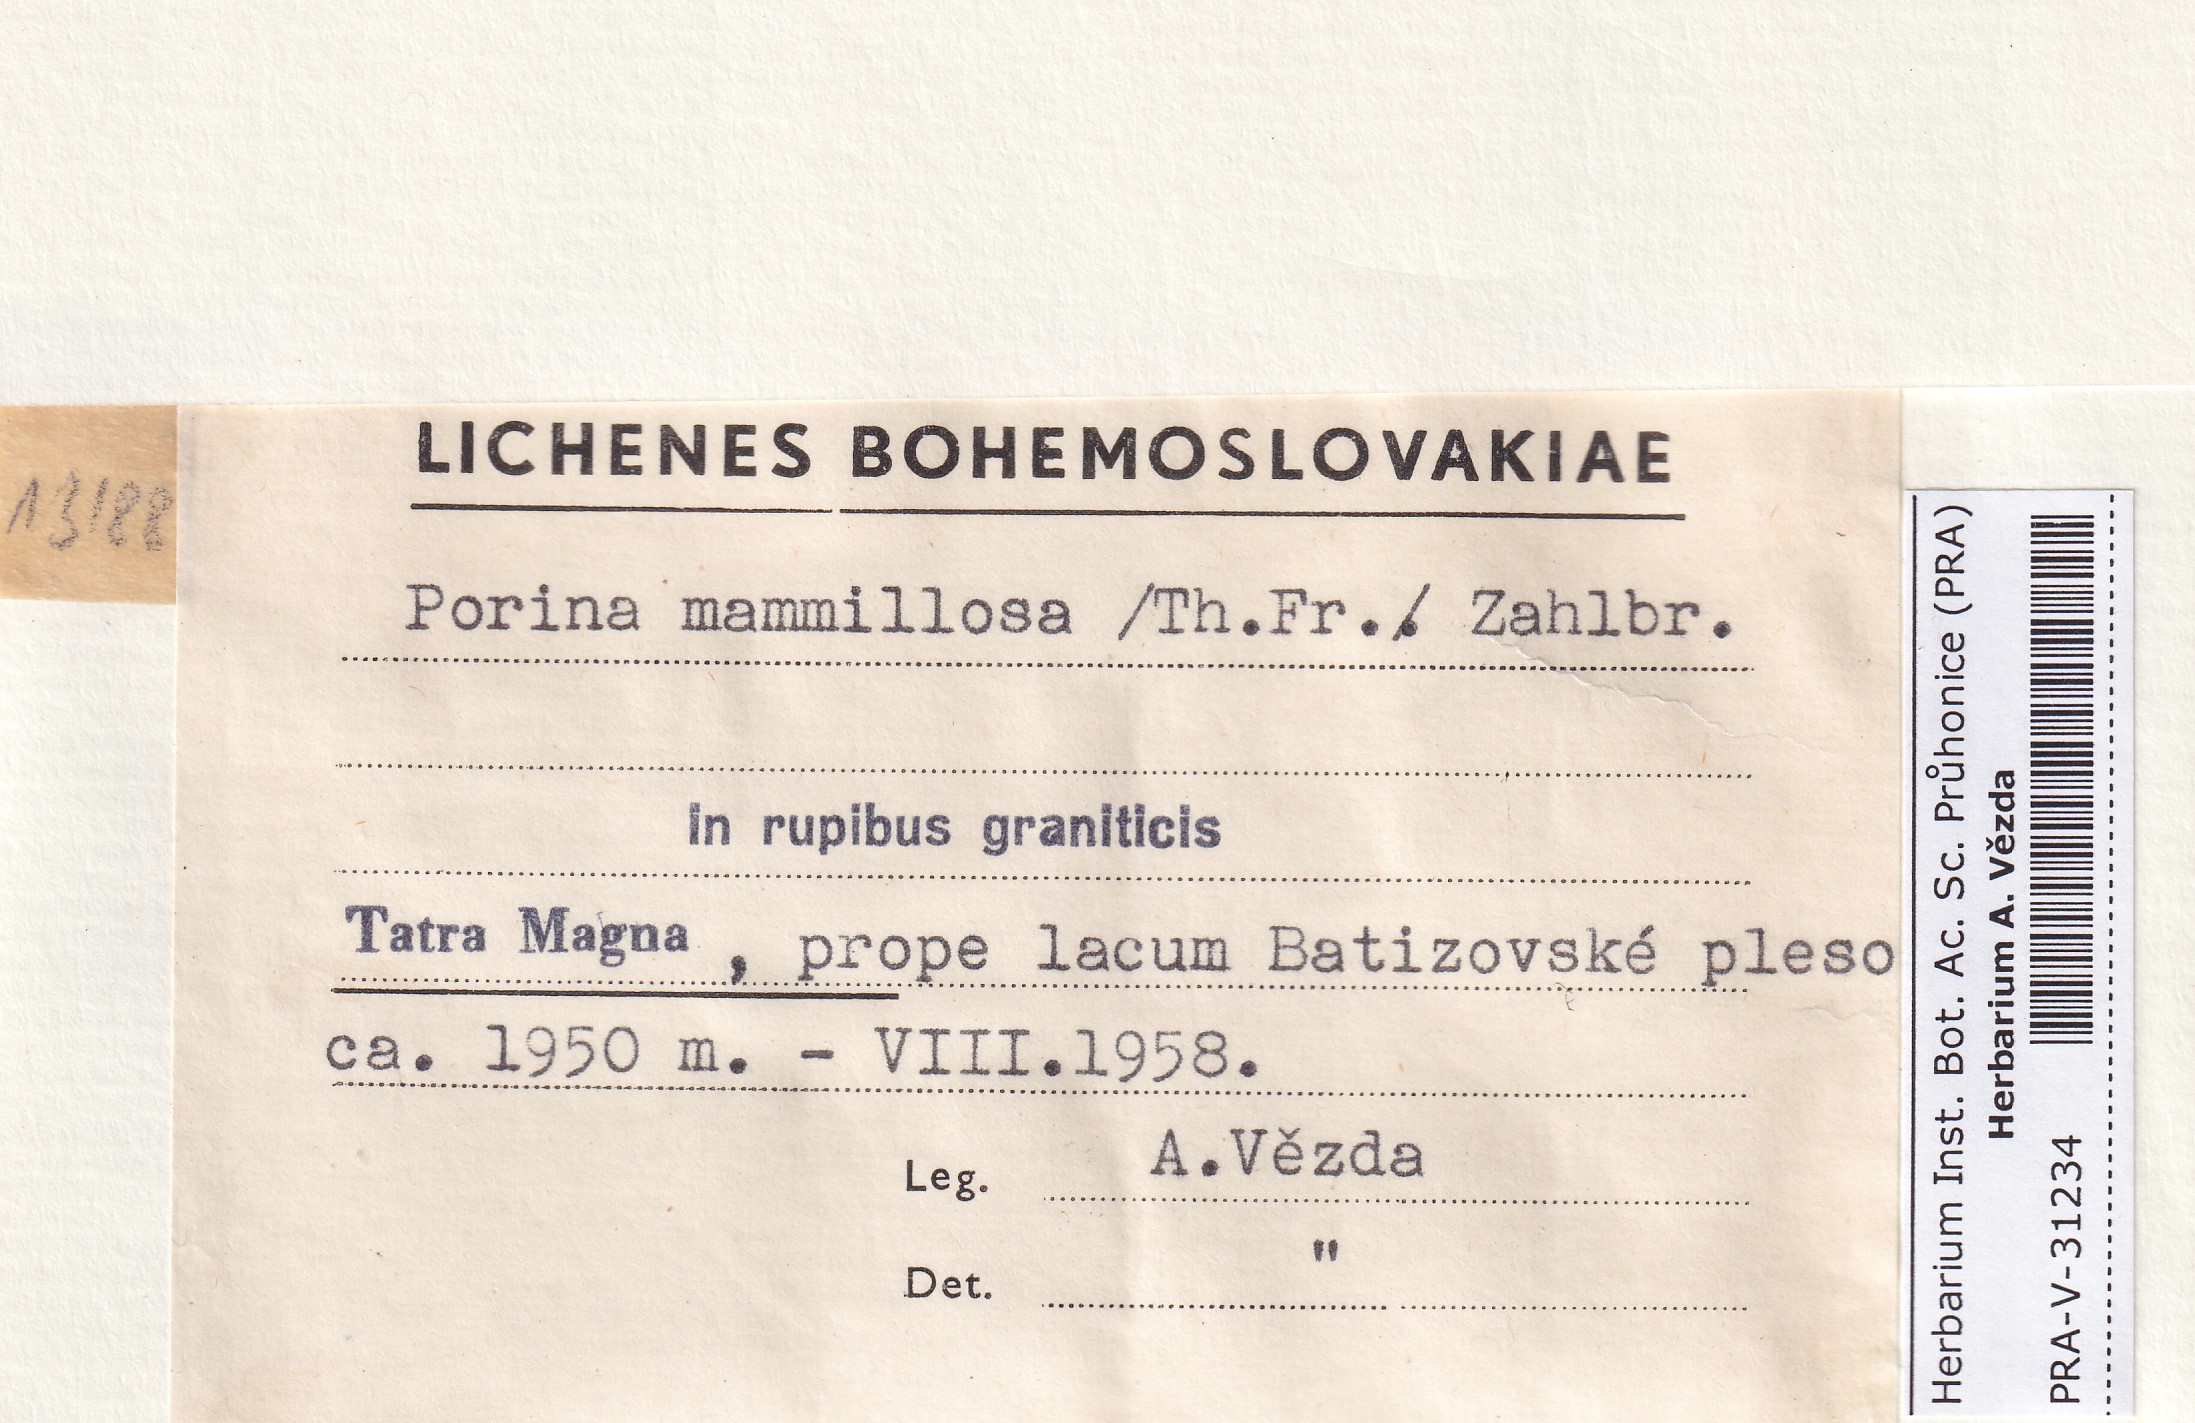 LICHENES BOHEMOSLOVAKIAE
13188
Porina mammillosa /Th.Fr./ Zahlbr.
in rupibus graniticis
Tatra Magna, prope lacum Batizovské pleso
ca. 1950 m. - VIII.1958.
Leg. A.Vězda
Det. "
Herbarium Inst. Bot. Ac. Sc. Průhonice (PRA)
Herbarium A. Vězda
PRA-V-31234